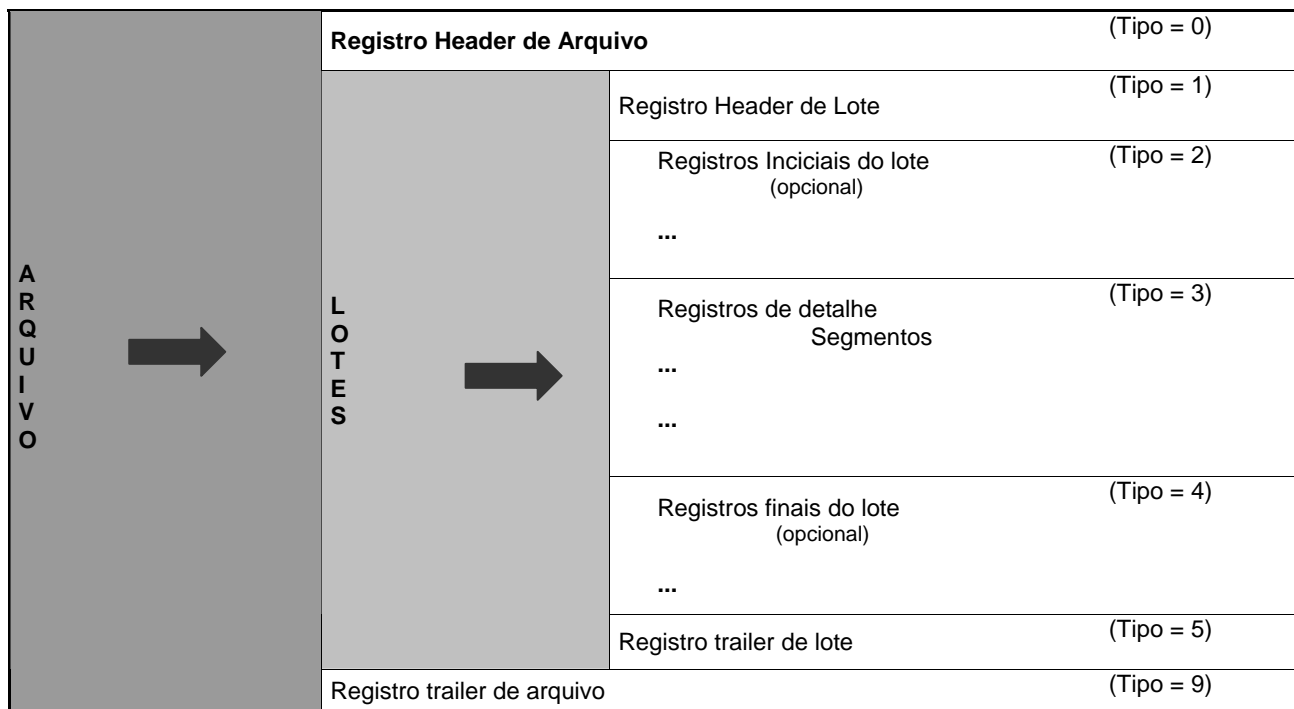 Registro Header de Arquivo (Tipo = 0)
Registro Header de Lote (Tipo = 1)
Registros Inciciais do lote (Tipo = 2)
(opcional)
...
A
R
Q
U
I
V
O
L
O
T
E
S
Registros de detalhe (Tipo = 3)
Segmentos
...
...
Registros finais do lote (Tipo = 4)
(opcional)
...
Registro trailer de lote (Tipo = 5)
Registro trailer de arquivo (Tipo = 9)